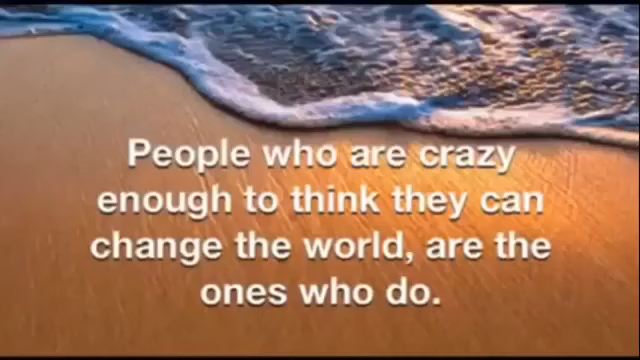 People who are crazy
enough to think they can
change the world, are the
ones who do.